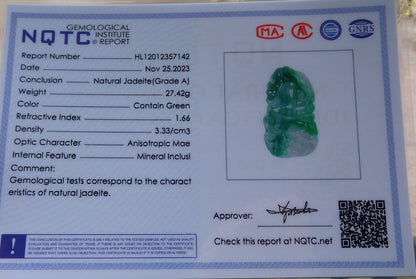 NQTC GEMOLOGICAL
INSTITUTE
REPORT
MA CAL GNRS
Report Number HL12012357142
Date Nov 25.2023
Conclusion Natural Jadeite(Grade A)
Weight 27.42g
Color Contain Green
Refractive Index 1.66
Density 3.33/cm3
Optic Character Anisotropic Mae
Internal Feature Mineral Inclusi
Comment:
Gemological tests correspond to the charact
eristics of natural jadeite.
Approver:
Check this report at NQTC.net